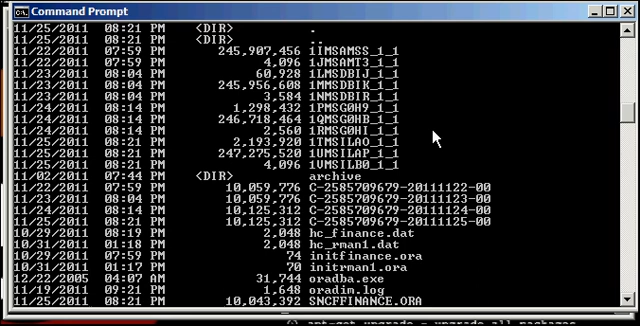 Command Prompt
11/25/2011 08:21 PM <DIR> .
11/25/2011 08:21 PM <DIR> ..
11/22/2011 07:59 PM 245,907,456 1IMSAMSS_1_1
11/22/2011 07:59 PM 4,096 1JMSAMT3_1_1
11/23/2011 08:04 PM 60,928 1LMSDBIJ_1_1
11/23/2011 08:04 PM 245,956,608 1MMSDBIK_1_1
11/23/2011 08:04 PM 3,584 1NMSDBIR_1_1
11/24/2011 08:14 PM 1,298,432 1PMSG0H9_1_1
11/24/2011 08:14 PM 246,718,464 1QMSG0HB_1_1
11/24/2011 08:14 PM 2,560 1RMSG0HI_1_1
11/25/2011 08:21 PM 2,193,920 1TMSILAO_1_1
11/25/2011 08:21 PM 247,275,520 1UMSILAP_1_1
11/25/2011 08:21 PM 4,096 1VMSILB0_1_1
11/02/2011 07:44 PM <DIR> archive
11/22/2011 07:59 PM 10,059,776 C-2585709679-20111122-00
11/23/2011 08:04 PM 10,059,776 C-2585709679-20111123-00
11/24/2011 08:14 PM 10,125,312 C-2585709679-20111124-00
11/25/2011 08:21 PM 10,125,312 C-2585709679-20111125-00
10/29/2011 08:19 PM 2,048 hc_finance.dat
10/31/2011 01:18 PM 2,048 hc_rman1.dat
10/29/2011 07:59 PM 74 initfinance.ora
10/31/2011 01:17 PM 70 initrman1.ora
12/22/2005 04:07 AM 31,744 oradba.exe
11/19/2011 09:21 PM 1,648 oradim.log
11/25/2011 08:21 PM 10,043,392 SNCFFINANCE.ORA